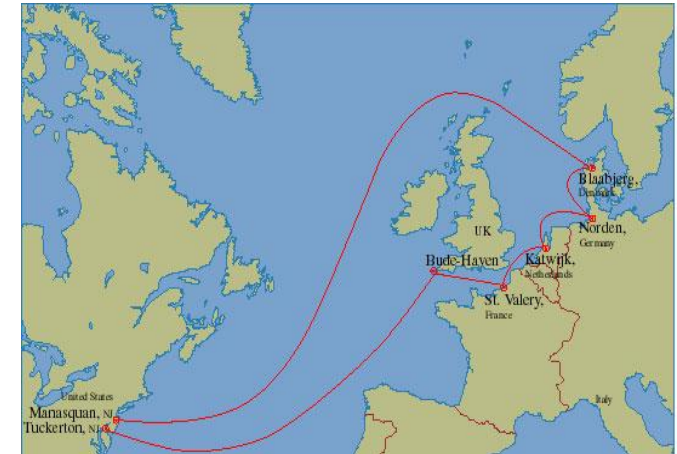 Blaabjerg,
Denmark
Norden,
Germany
UK
Katwijk,
Netherlands
Bude-Haven
St. Valery,
France
United States
Manasquan, NJ
Tuckerton, NJ
Italy